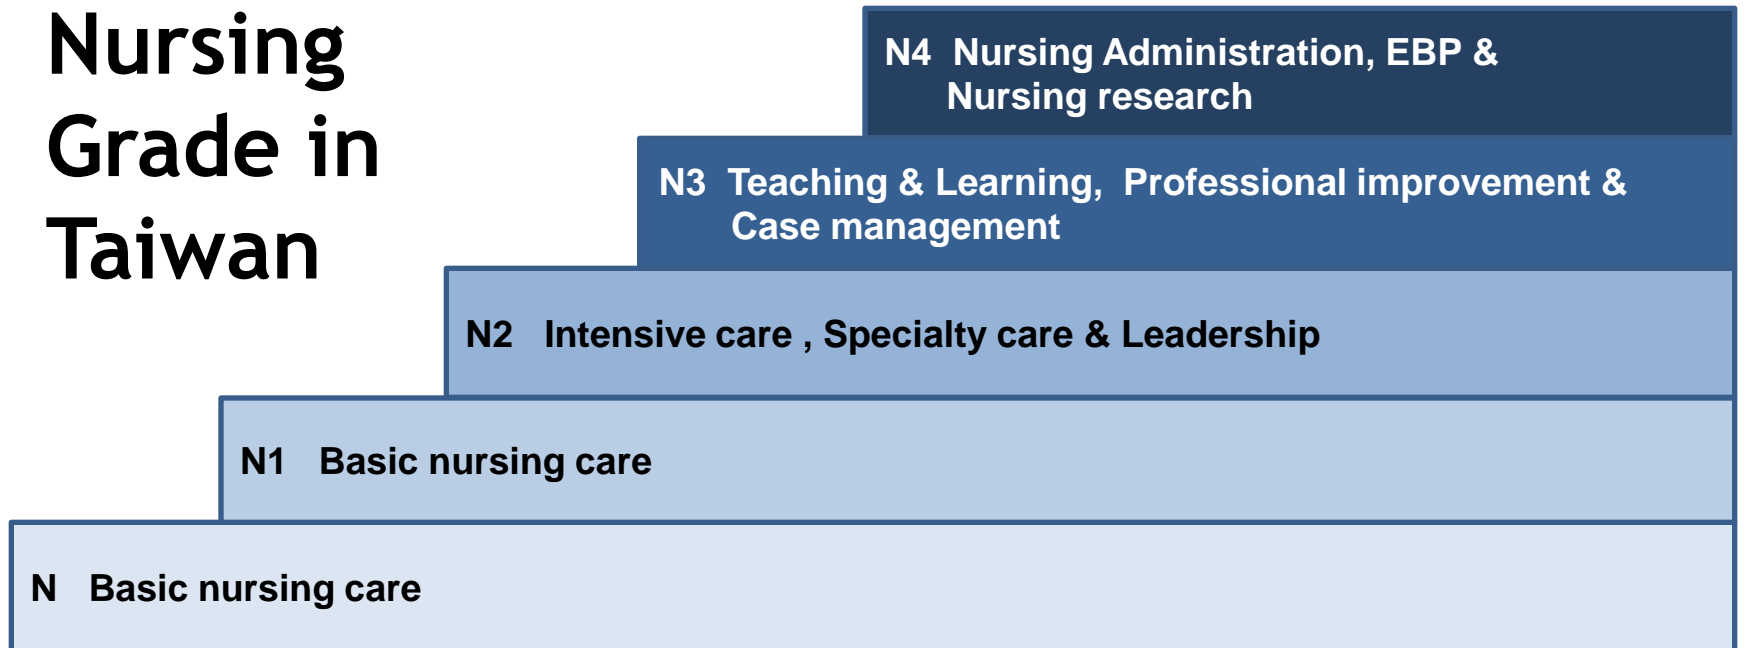 Nursing
Grade in
Taiwan
N4 Nursing Administration, EBP &
Nursing research
N3 Teaching & Learning, Professional improvement &
Case management
N2 Intensive care , Specialty care & Leadership
N1 Basic nursing care
N Basic nursing care